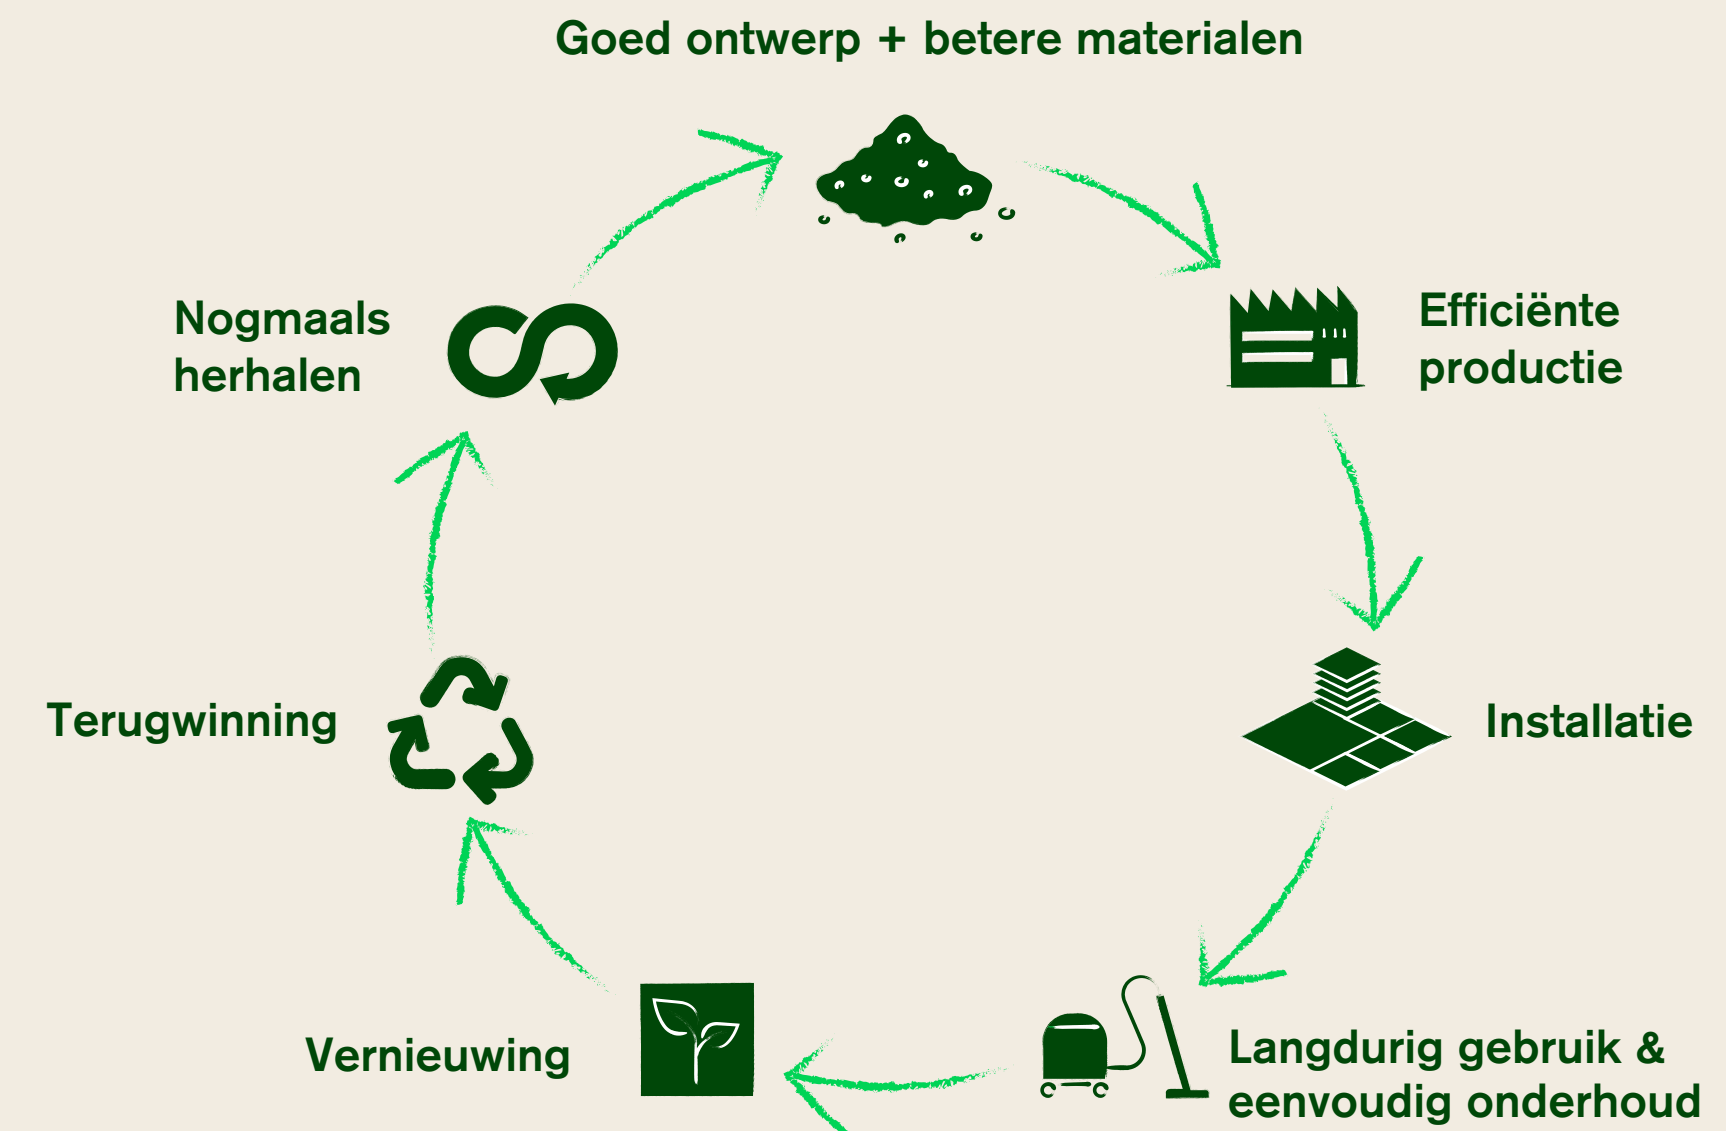 Goed ontwerp + betere materialen
Efficiënte
productie
Installatie
Langdurig gebruik &
eenvoudig onderhoud
Vernieuwing
Terugwinning
Nogmaals
herhalen